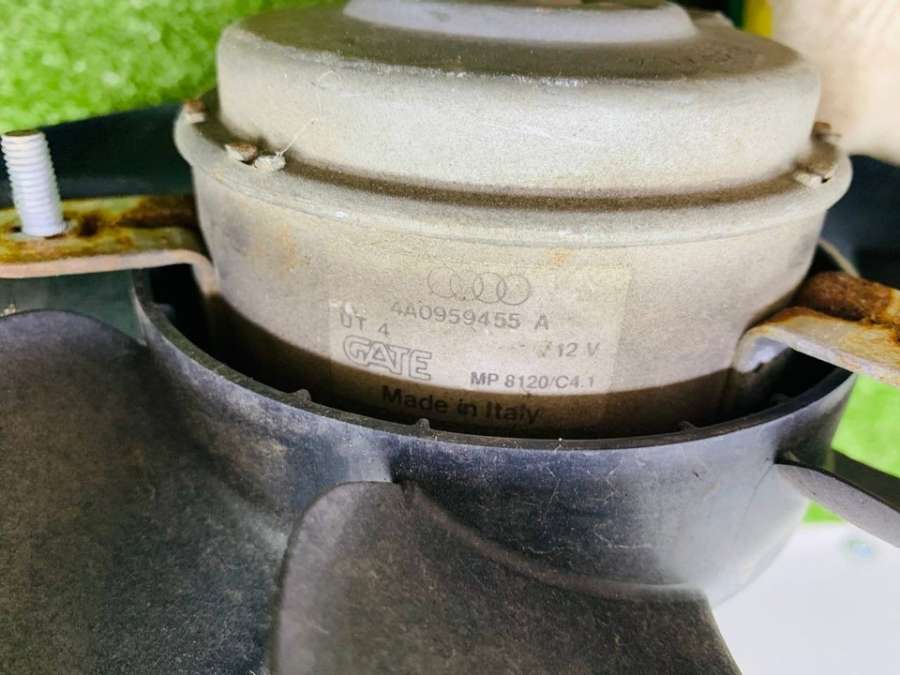 4A0959455 A
UT 4
12 V
GATE
MP 8120/C4.1
Made in Italy